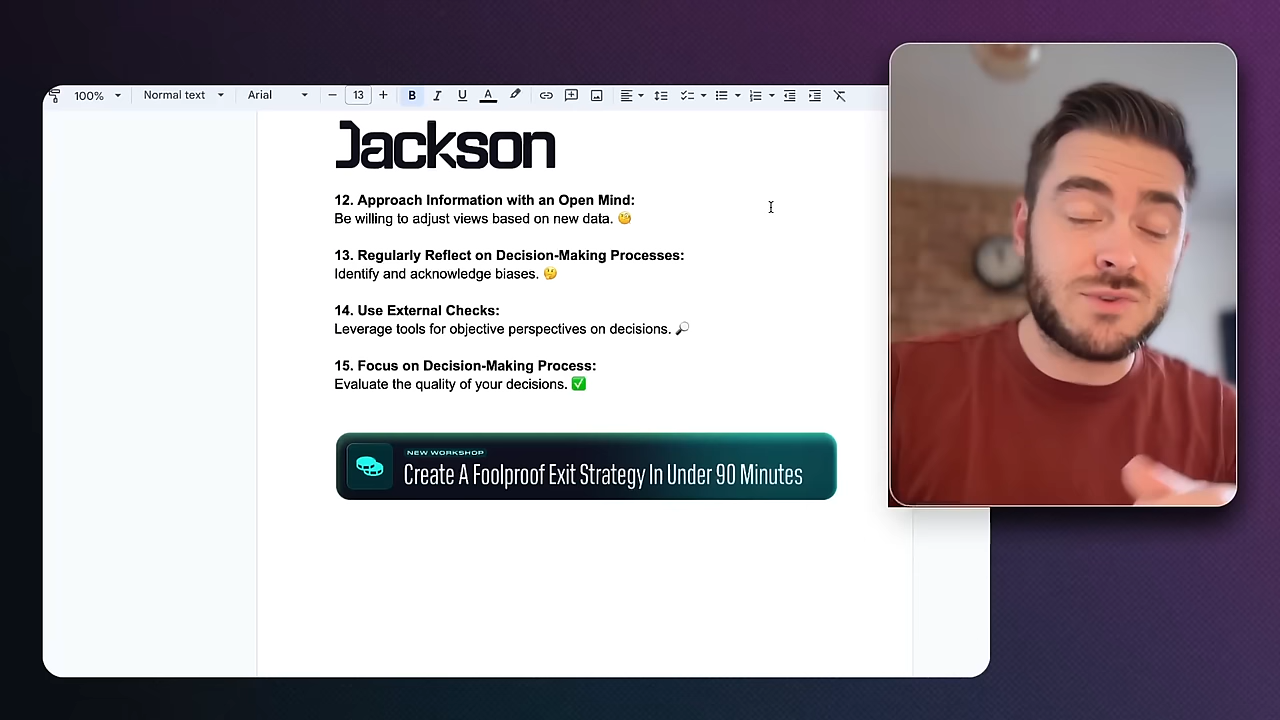 100% Normal text Arial 13 B I U A
Jackson
12. Approach Information with an Open Mind:
Be willing to adjust views based on new data. 🧐
13. Regularly Reflect on Decision-Making Processes:
Identify and acknowledge biases. 🤔
14. Use External Checks:
Leverage tools for objective perspectives on decisions. 🔎
15. Focus on Decision-Making Process:
Evaluate the quality of your decisions. ✅
NEW WORKSHOP
Create A Foolproof Exit Strategy In Under 90 Minutes